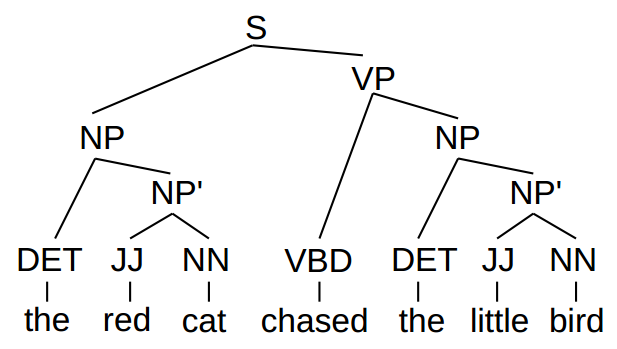 S
VP
NP NP
NP' NP'
DET JJ NN VBD DET JJ NN
the red cat chased the little bird